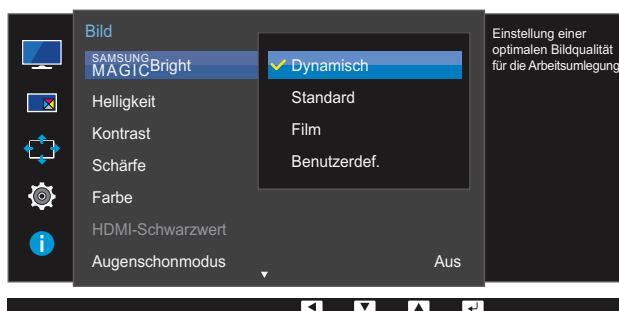 Bild
SAMSUNG
MAGICBright
Helligkeit
Kontrast
Schärfe
Farbe
HDMI-Schwarzwert
Augenschonmodus
Aus
Dynamisch
Standard
Film
Benutzerdef.
Einstellung einer
optimalen Bildqualität
für die Arbeitsumlegung